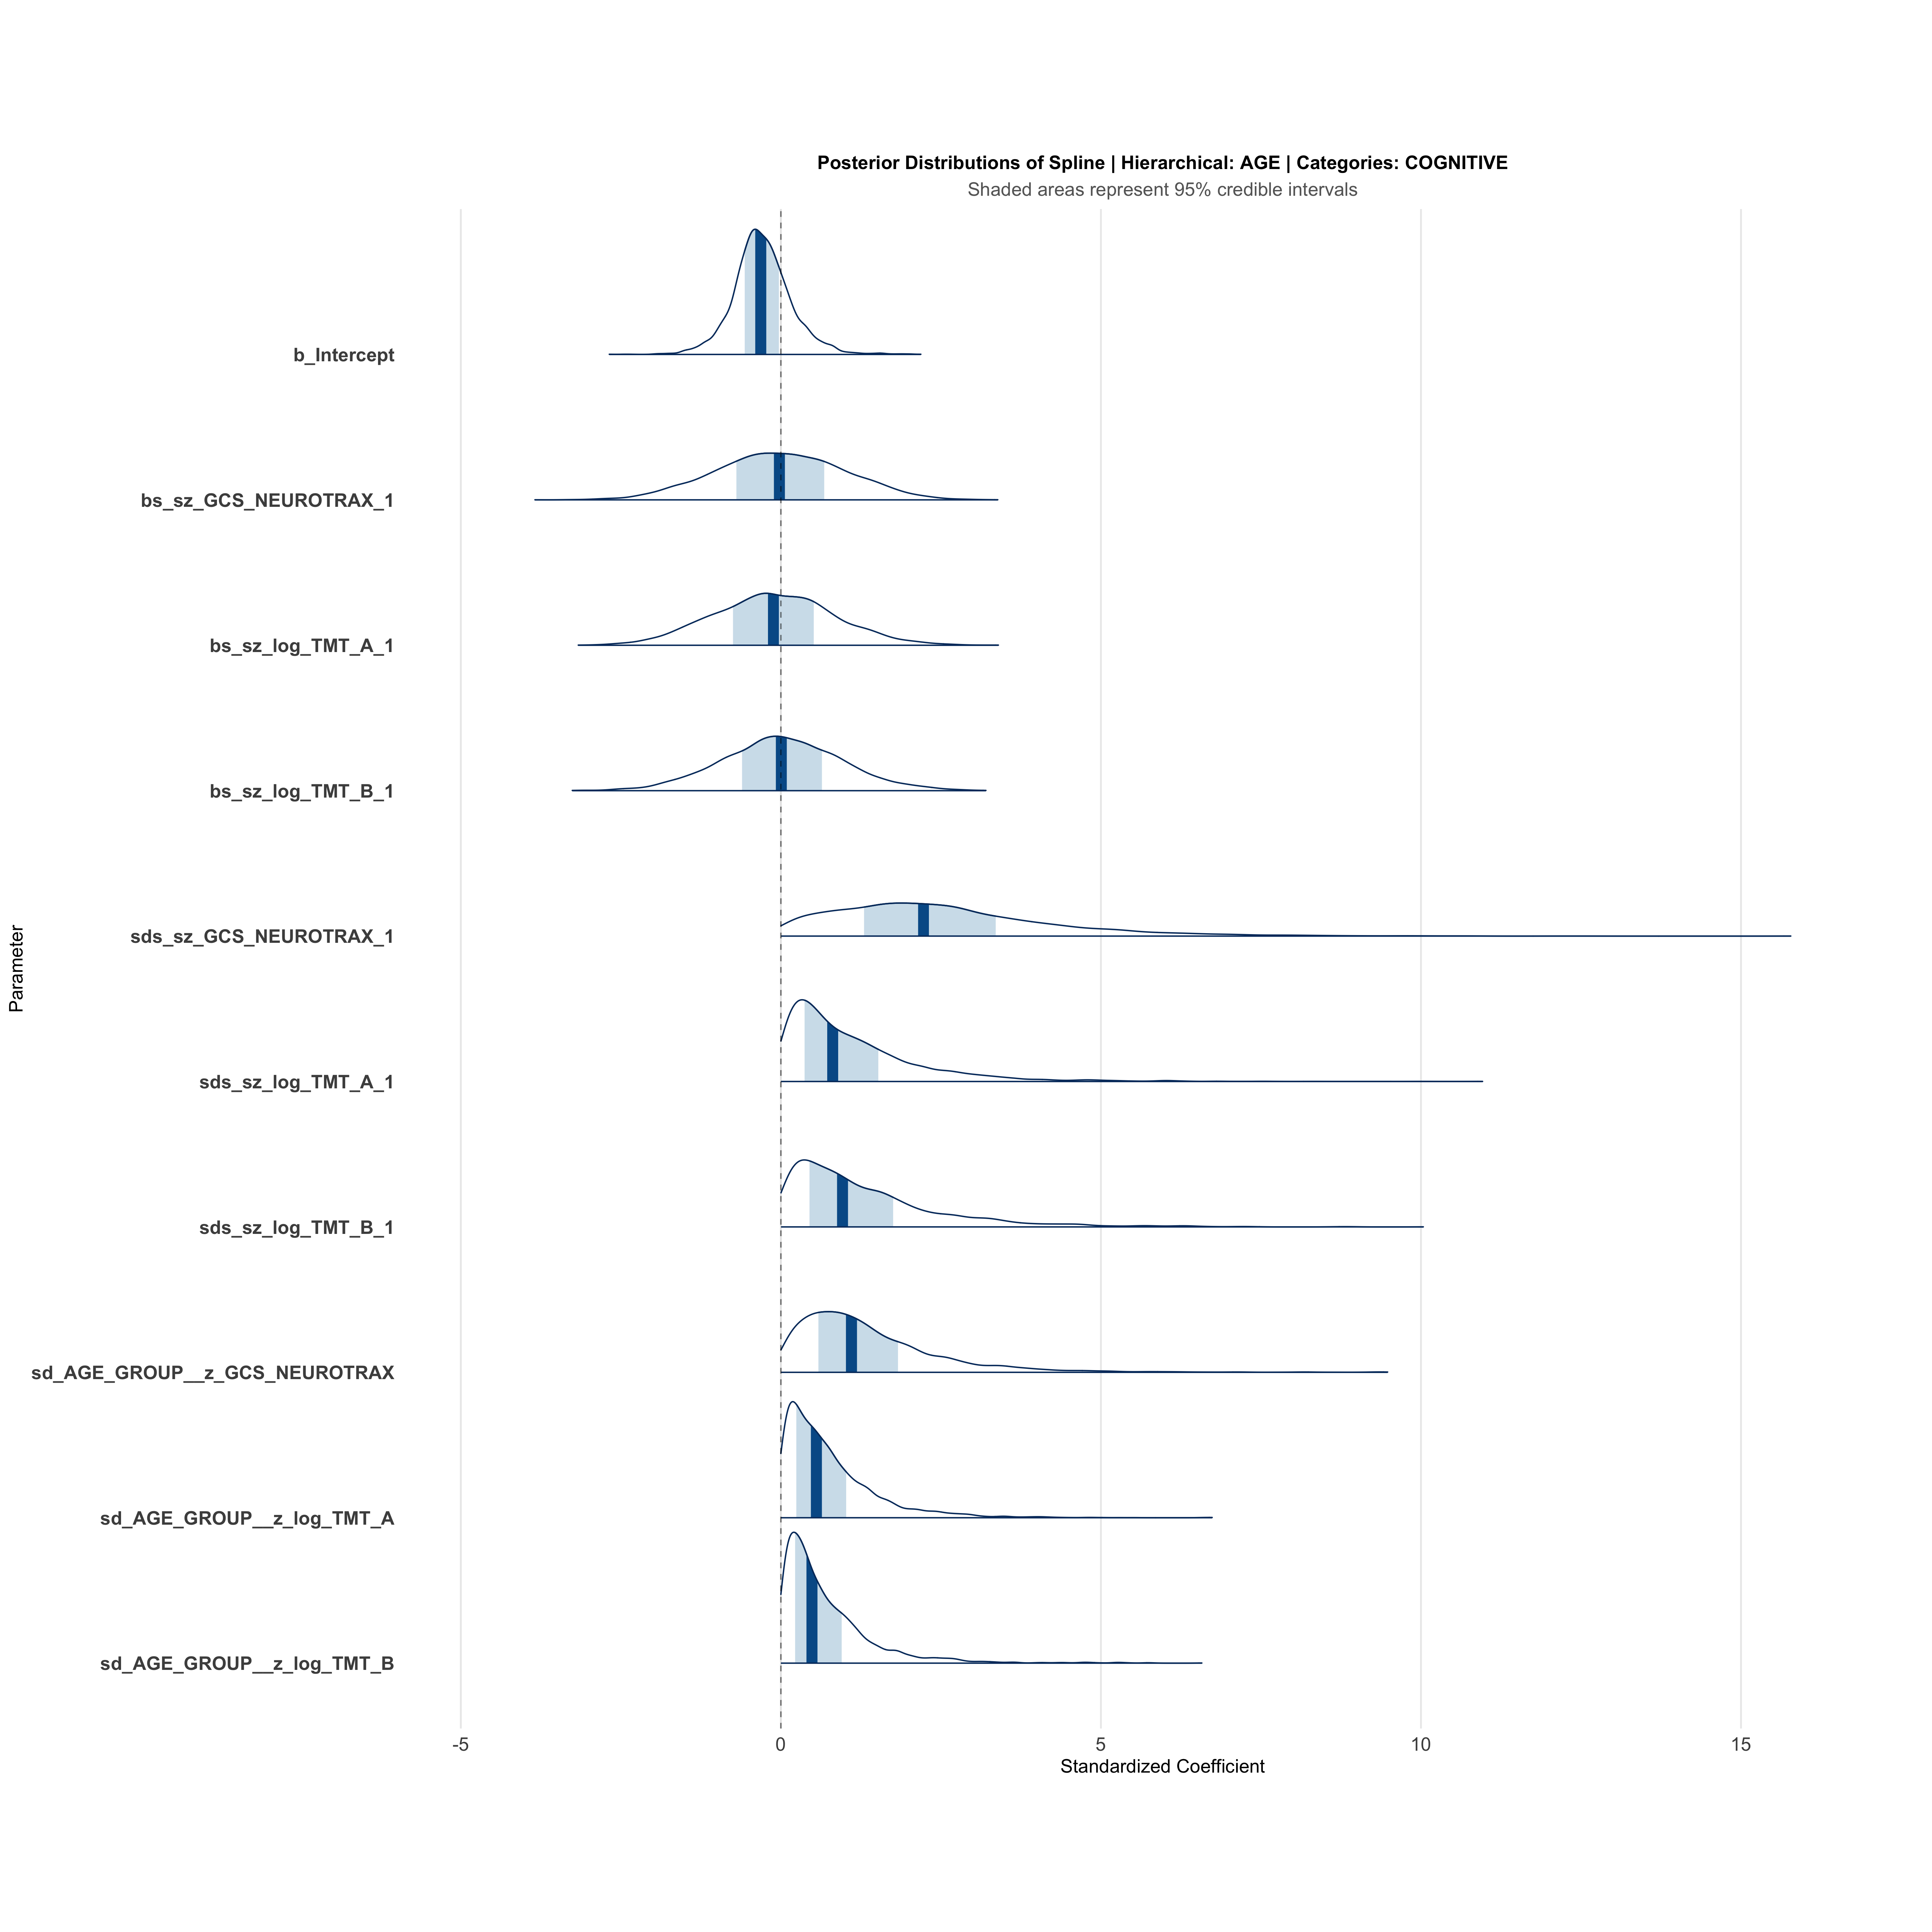 Posterior Distributions of Spline | Hierarchical: AGE | Categories: COGNITIVE
Shaded areas represent 95% credible intervals
b_Intercept
bs_sz_GCS_NEUROTRAX_1
bs_sz_log_TMT_A_1
bs_sz_log_TMT_B_1
sds_sz_GCS_NEUROTRAX_1
sds_sz_log_TMT_A_1
sds_sz_log_TMT_B_1
sd_AGE_GROUP__z_GCS_NEUROTRAX
sd_AGE_GROUP__z_log_TMT_A
sd_AGE_GROUP__z_log_TMT_B
Parameter
-5 0 5 10 15
Standardized Coefficient